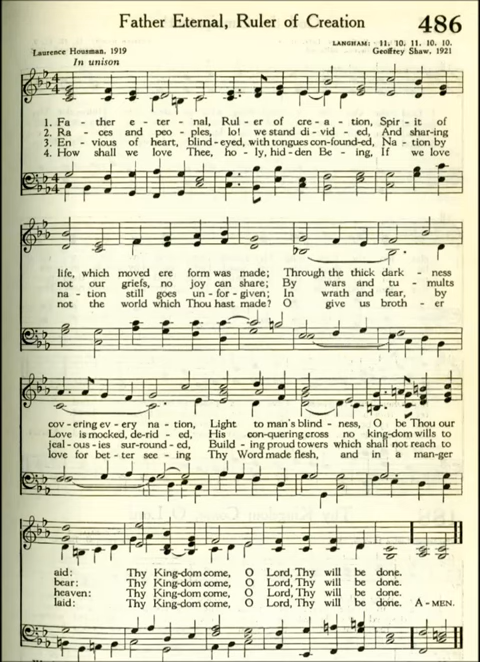 Father Eternal, Ruler of Creation
486
Laurence Housman, 1919
LANGHAM: 11. 10. 11. 10. 10.
Geoffrey Shaw, 1921
In unison
1. Fa - ther e - ter - nal, Rul - er of cre - a - tion, Spir - it of
2. Ra - ces and peo - ples, lo! we stand di - vid - ed, And shar - ing
3. En - vious of heart, blind - eyed, with tongues con - found - ed, Na - tion by
4. How shall we love Thee, ho - ly, hid - den Be - ing, If we love
life, which moved ere form was made; Through the thick dark - ness
not our griefs, no joy can share; By wars and tu - mults
na - tion still goes un - for - given; In wrath and fear, by
not the world which Thou hast made? O give us broth - er
cov - ering ev - ery na - tion, Light to man's blind - ness, O be Thou our
Love is mocked, de - rid - ed, His con - quering cross no king - dom wills to
jeal - ous - ies sur - round - ed, Build - ing proud towers which shall not reach to
love for bet - ter see - ing Thy Word made flesh, and in a man - ger
aid: Thy King - dom come, O Lord, Thy will be done.
bear: Thy King - dom come, O Lord, Thy will be done.
heaven: Thy King - dom come, O Lord, Thy will be done.
laid: Thy King - dom come, O Lord, Thy will be done. A - MEN.